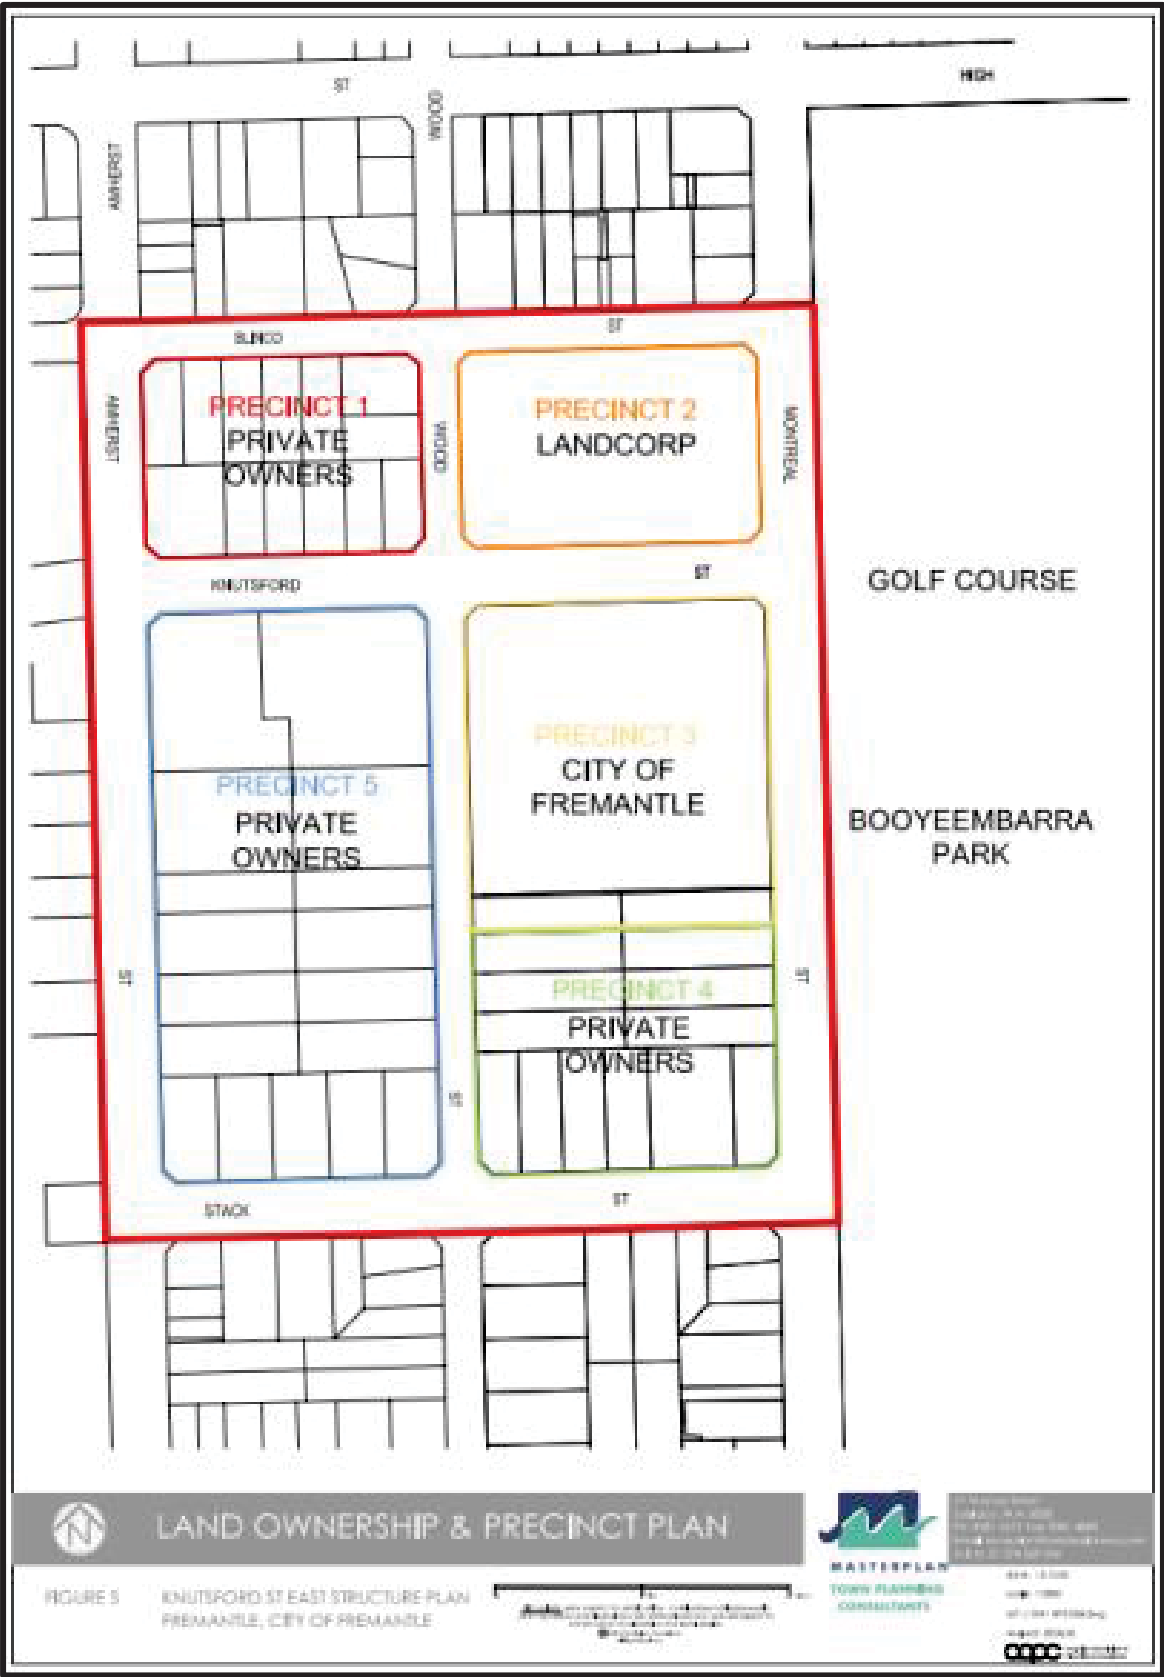 HIGH
ST
WOOD
AMHERST
BLINCO
ST
PRECINCT 1
PRIVATE
OWNERS
PRECINCT 2
LANDCORP
AMHERST
WOOD
MONTREAL
KNUTSFORD
ST
GOLF COURSE
PRECINCT 3
CITY OF
FREMANTLE
PRECINCT 5
PRIVATE
OWNERS
BOOYEEMBARRA
PARK
ST
ST
PRECINCT 4
PRIVATE
OWNERS
ST
STACK
ST
N
LAND OWNERSHIP & PRECINCT PLAN
FIGURE 5
KNUTSFORD ST EAST STRUCTURE PLAN
FREMANTLE, CITY OF FREMANTLE
MASTERPLAN
TOWN PLANNING
CONSULTANTS